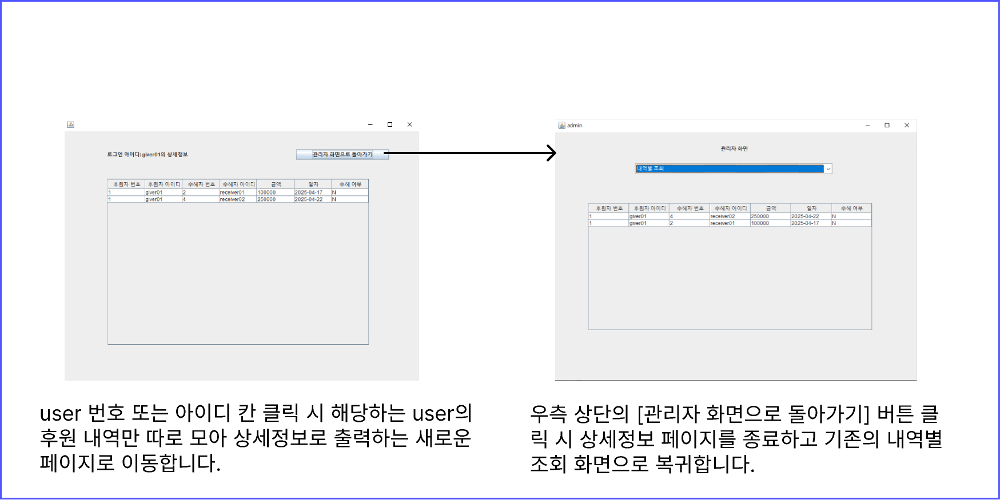 로그인 아이디: giver01의 상세정보
관리자 화면으로 돌아가기
후원자 번호 후원자 아이디 수혜자 번호 수혜자 아이디 금액 일자 수혜 여부
1 giver01 2 receiver01 100000 2025-04-17 N
1 giver01 4 receiver02 250000 2025-04-22 N
user 번호 또는 아이디 칸 클릭 시 해당하는 user의
후원 내역만 따로 모아 상세정보로 출력하는 새로운
페이지로 이동합니다.
admin
관리자 화면
내역별 조회
후원자 번호 후원자 아이디 수혜자 번호 수혜자 아이디 금액 일자 수혜 여부
1 giver01 4 receiver02 250000 2025-04-22 N
1 giver01 2 receiver01 100000 2025-04-17 N
우측 상단의 [관리자 화면으로 돌아가기] 버튼 클
릭 시 상세정보 페이지를 종료하고 기존의 내역별
조회 화면으로 복귀합니다.